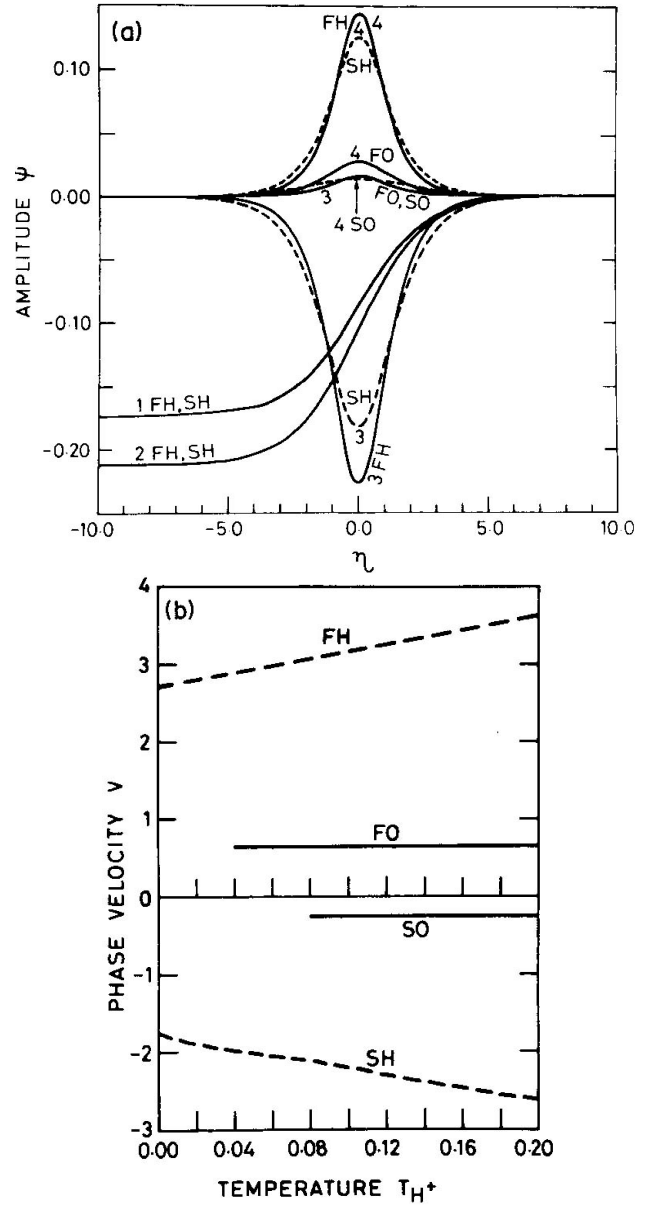 (a)
FH 4
4
SH
0.10
4 FO
0.00
3
FO, SO
4 SO
AMPLITUDE ψ
-0.10
SH
1 FH, SH
3
3 FH
-0.20
2 FH, SH
-10.0 -5.0 0.0 5.0 10.0
η
(b)
4
FH
3
2
1
FO
0
SO
-1
-2
SH
-3
PHASE VELOCITY V
0.00 0.04 0.08 0.12 0.16 0.20
TEMPERATURE TH+